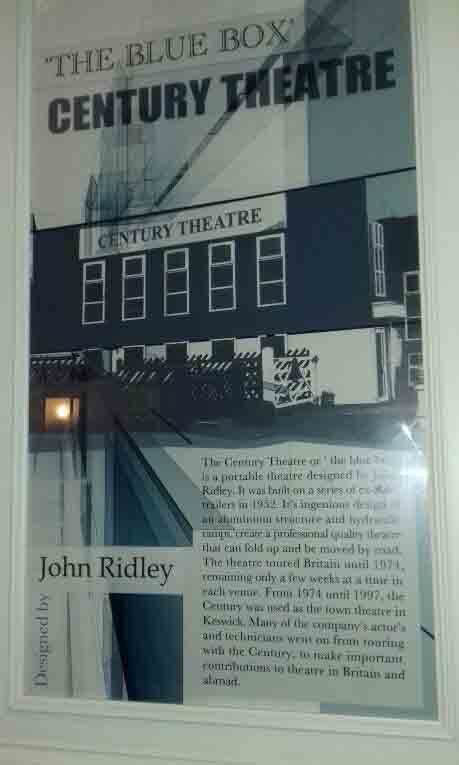 'THE BLUE BOX'
CENTURY THEATRE
CENTURY THEATRE
The Century Theatre or ' the blue
is a portable theatre designed by
Ridley. It was built on a series of
trailers in 1952. It's ingenious
an aluminium structure and
ramps, create a professional quality theatre
that can fold up and be moved by road.
The theatre toured Britain until 1974,
remaining only a few weeks at a time in
each venue. From 1974 until 1997, the
Century was used as the town theatre in
Keswick. Many of the company's actor's
and technicians went on from touring
with the Century, to make important
contributions to theatre in Britain and
abroad.
Designed by
John Ridley